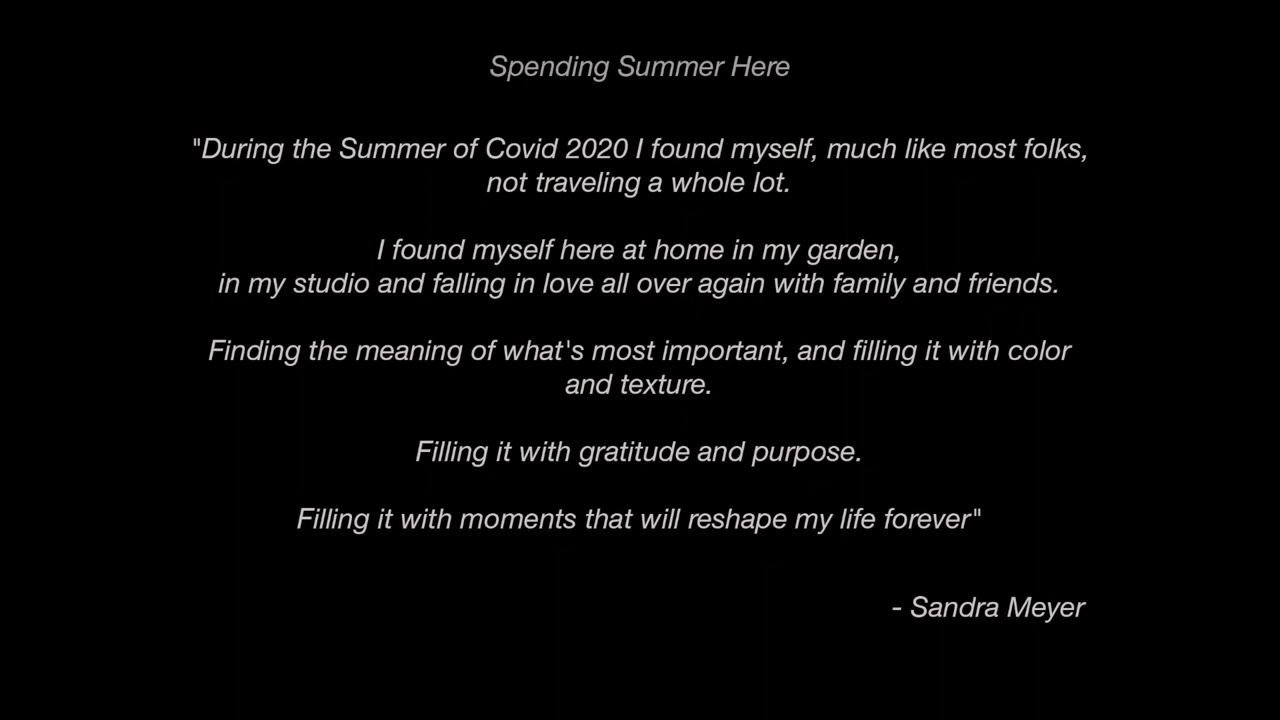 Spending Summer Here
"During the Summer of Covid 2020 I found myself, much like most folks,
not traveling a whole lot.
I found myself here at home in my garden,
in my studio and falling in love all over again with family and friends.
Finding the meaning of what's most important, and filling it with color
and texture.
Filling it with gratitude and purpose.
Filling it with moments that will reshape my life forever"
- Sandra Meyer